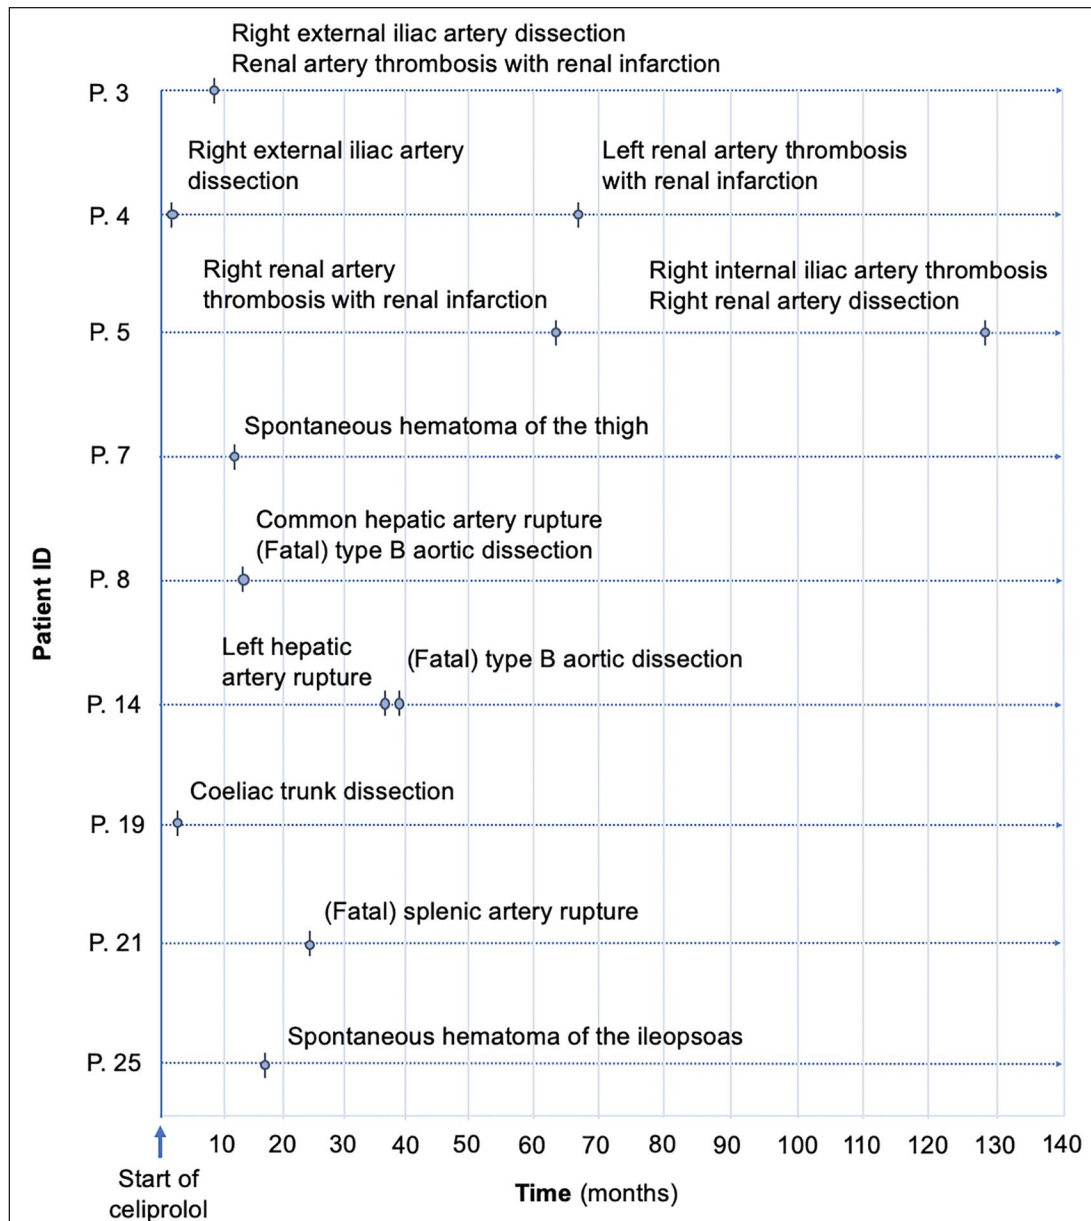 Right external iliac artery dissection
Renal artery thrombosis with renal infarction
P. 3
Right external iliac artery
dissection
Left renal artery thrombosis
with renal infarction
P. 4
Right renal artery
thrombosis with renal infarction
Right internal iliac artery thrombosis
Right renal artery dissection
P. 5
Spontaneous hematoma of the thigh
P. 7
Common hepatic artery rupture
(Fatal) type B aortic dissection
P. 8
Patient ID
Left hepatic
artery rupture
(Fatal) type B aortic dissection
P. 14
Coeliac trunk dissection
P. 19
(Fatal) splenic artery rupture
P. 21
Spontaneous hematoma of the ileopsoas
P. 25
10 20 30 40 50 60 70 80 90 100 110 120 130 140
Start of
celiprolol
Time (months)